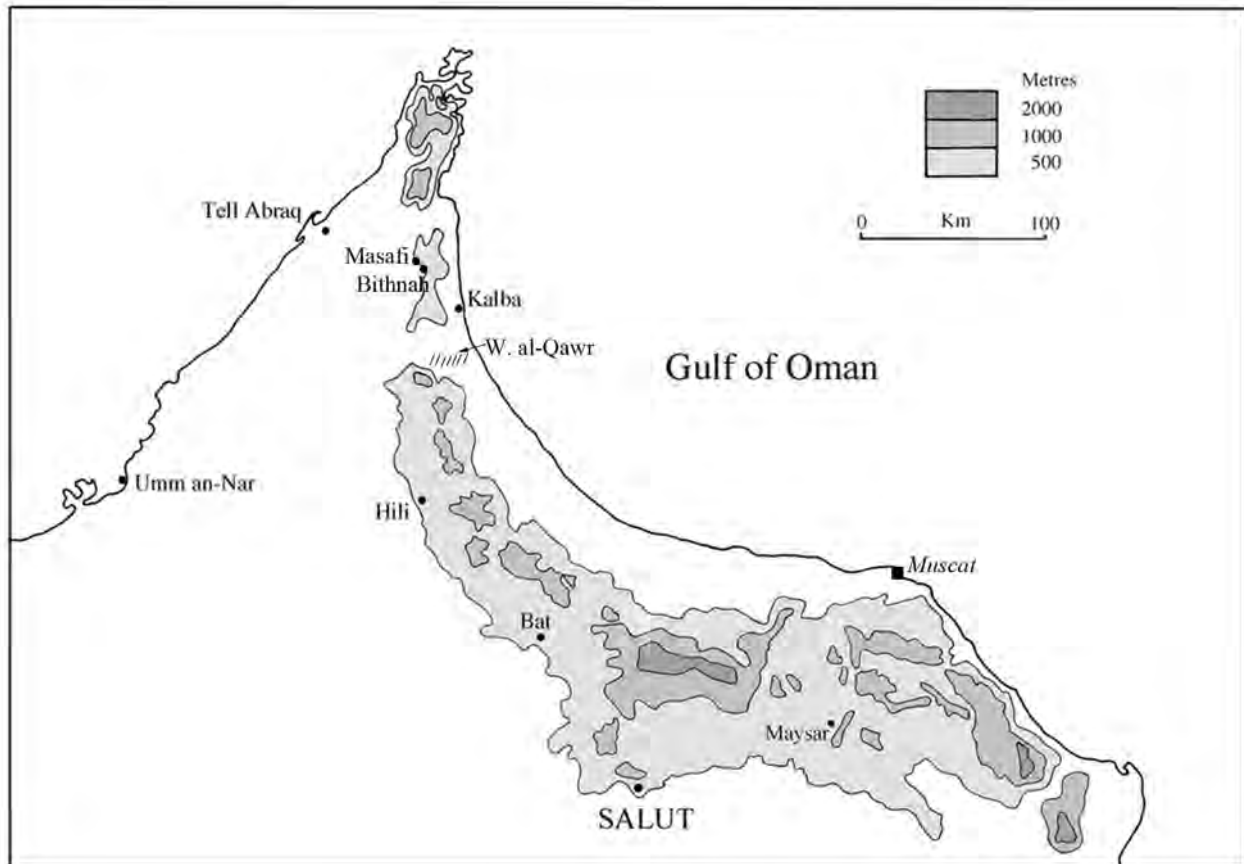 Metres
2000
1000
500
0 Km 100
Tell Abraq
Masafi
Bithnah
Kalba
W. al-Qawr
Gulf of Oman
Umm an-Nar
Hili
Muscat
Bat
Maysar
SALUT